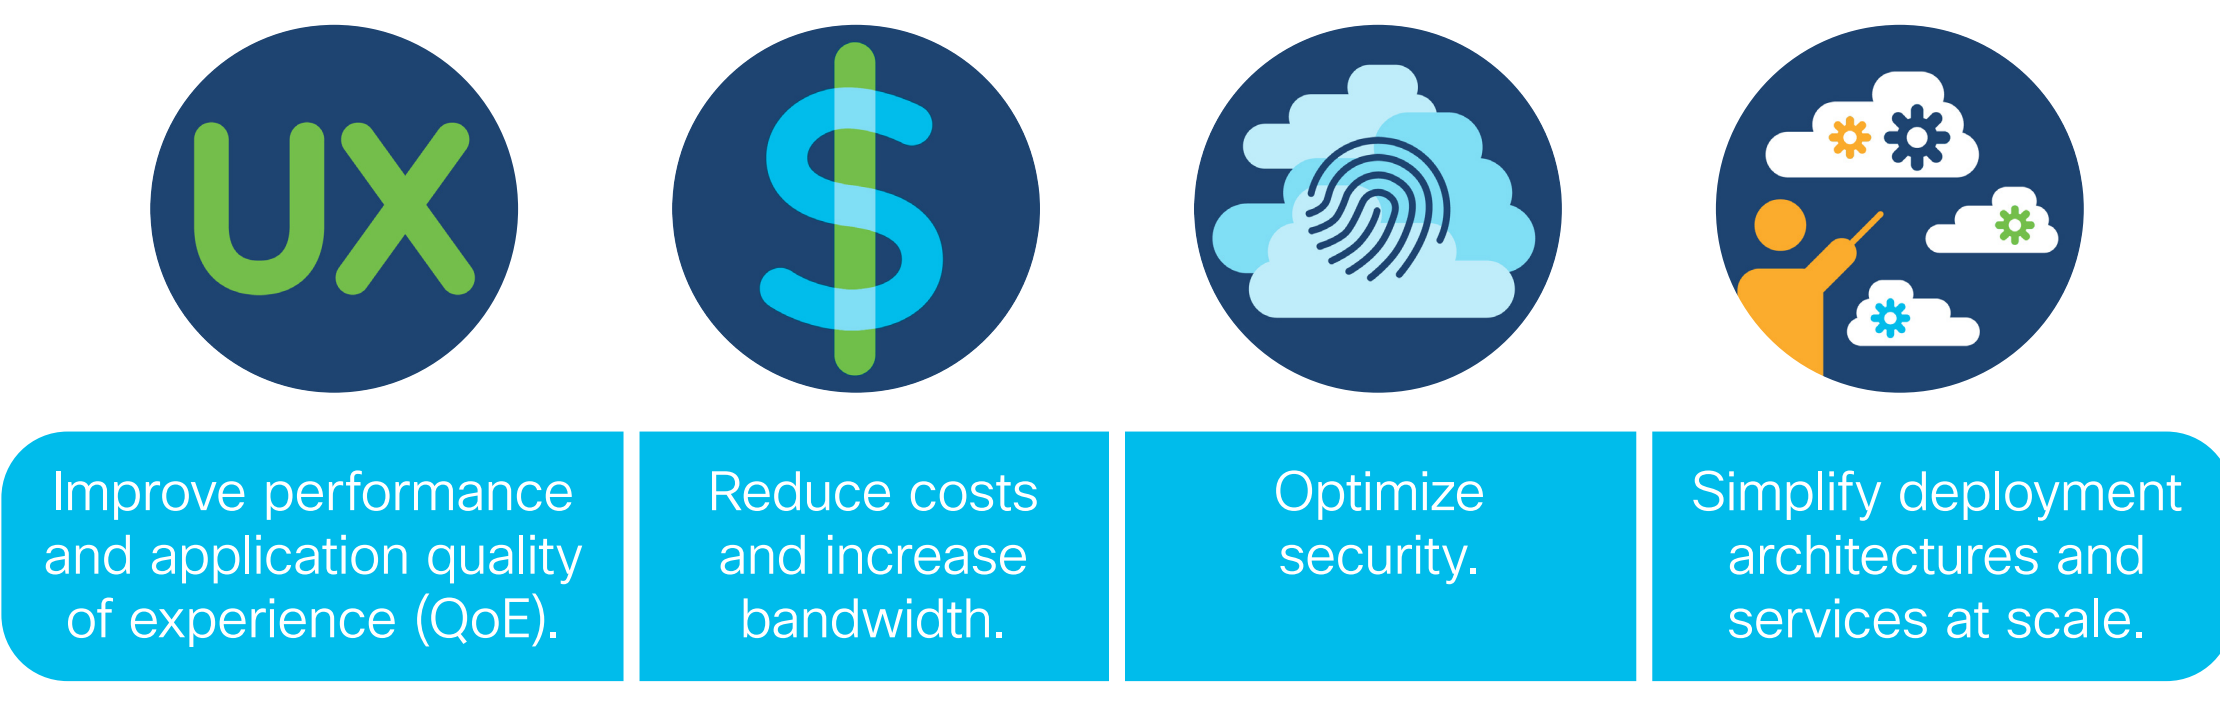 UX
$
Improve performance
and application quality
of experience (QoE).
Reduce costs
and increase
bandwidth.
Optimize
security.
Simplify deployment
architectures and
services at scale.